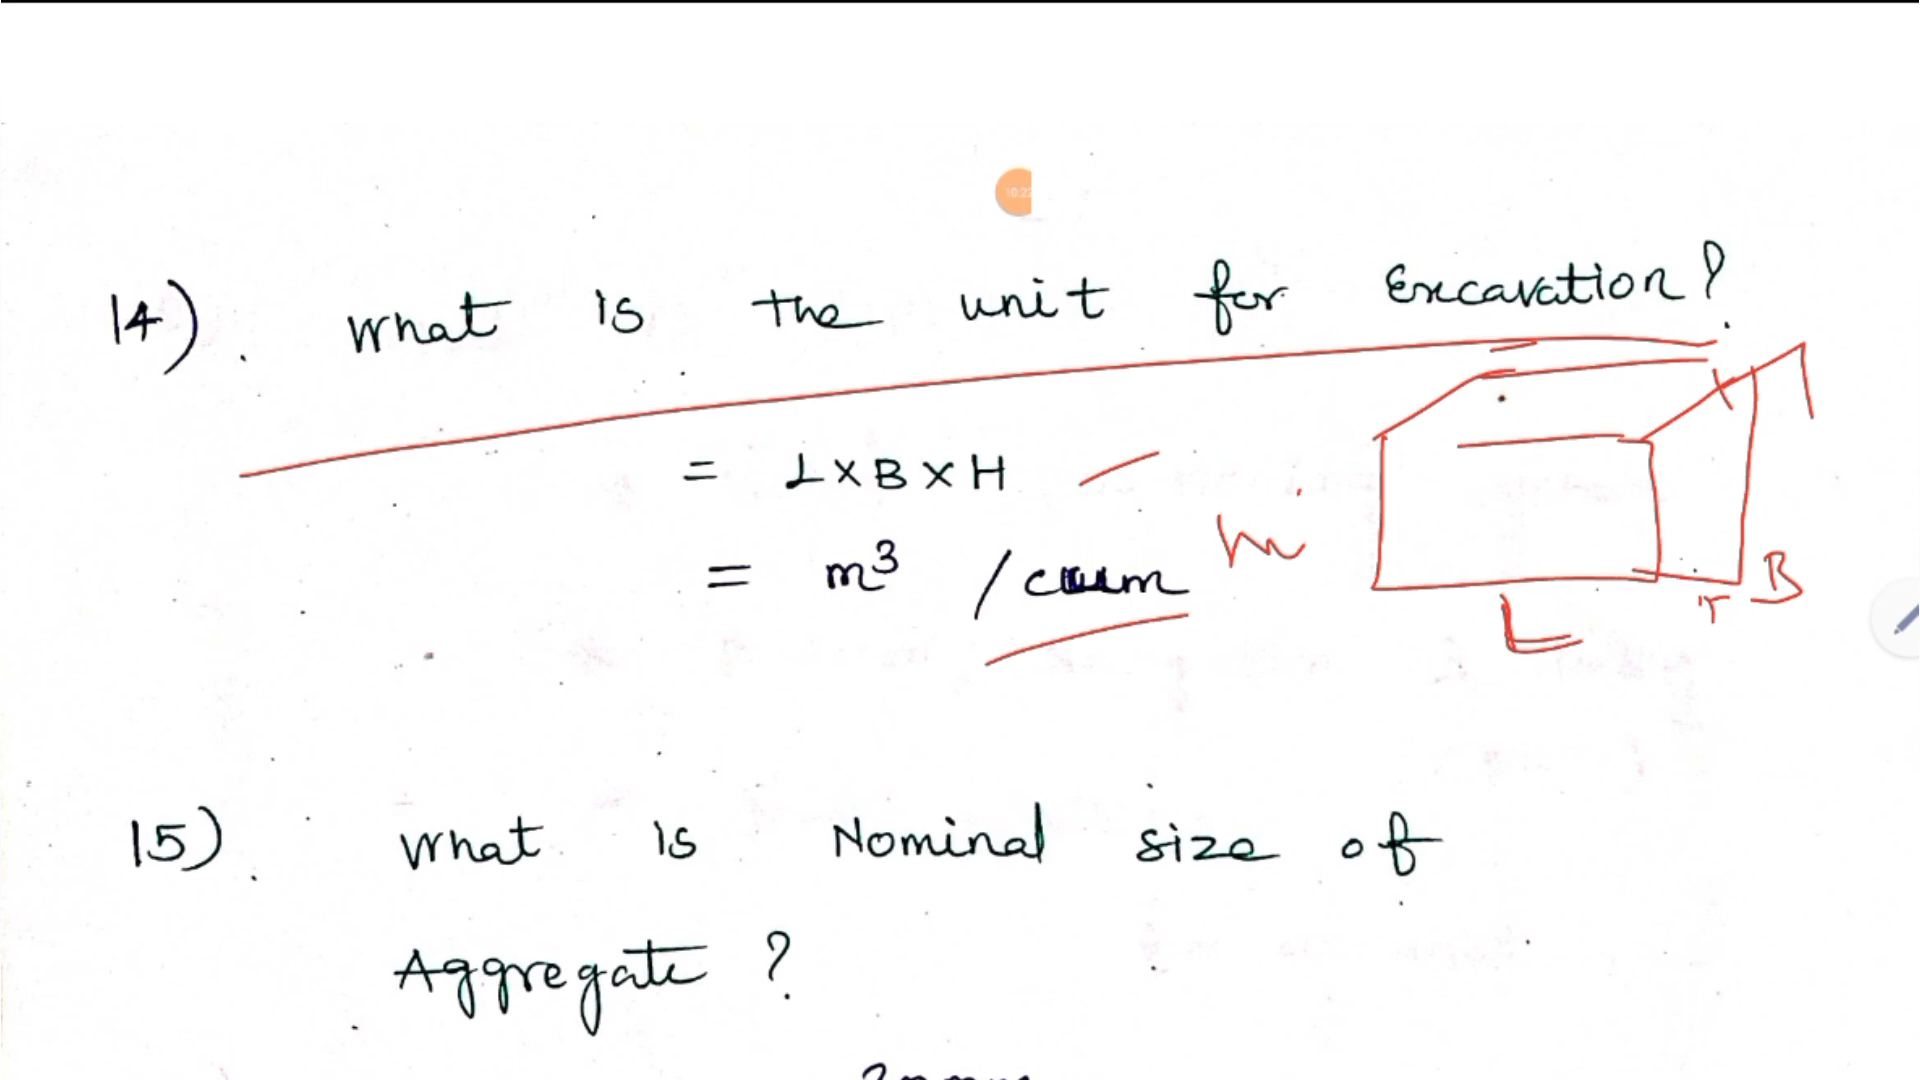 14). What is the unit for Excavation?
= L X B X H
= m³ / cum
m
L
B
15). What is Nominal size of
Aggregate ?